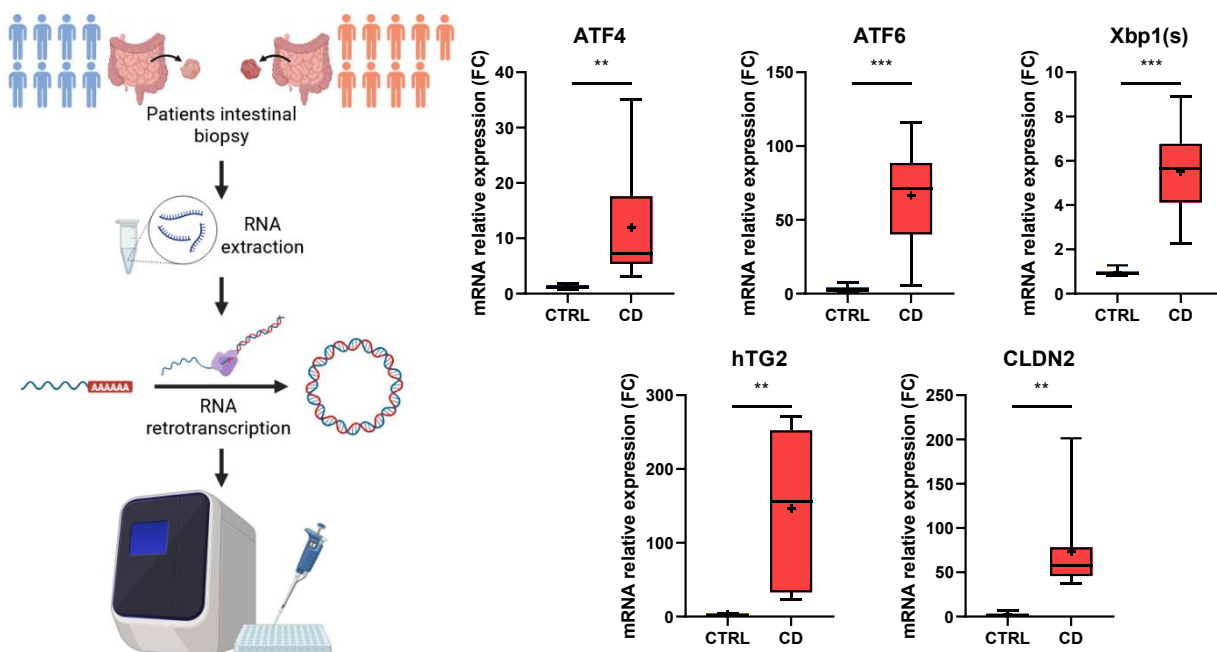 Patients intestinal
biopsy
RNA
extraction
AAAAAA
RNA
retrotranscription
ATF4
mRNA relative expression (FC)
40
30
20
10
0
**
CTRL
CD
ATF6
mRNA relative expression (FC)
150
100
50
0
***
CTRL
CD
Xbp1(s)
mRNA relative expression (FC)
10
8
6
4
2
0
***
CTRL
CD
hTG2
mRNA relative expression (FC)
300
200
100
0
**
CTRL
CD
CLDN2
mRNA relative expression (FC)
250
200
150
100
50
0
**
CTRL
CD